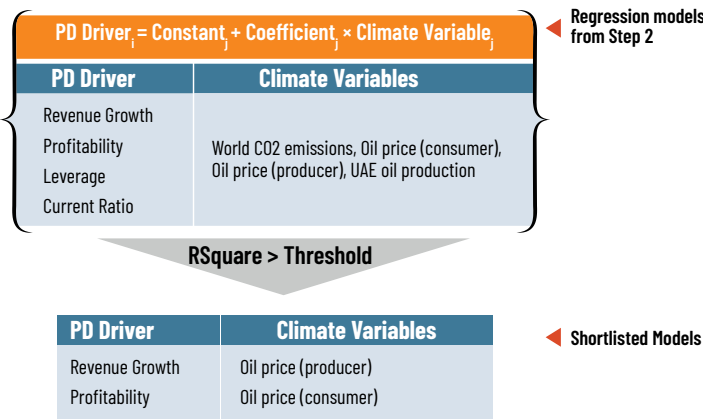 PD Driverᵢ = Constantⱼ + Coefficientⱼ × Climate Variableⱼ
Regression models
from Step 2
PD Driver Climate Variables
Revenue Growth
Profitability
Leverage
Current Ratio
World CO2 emissions, Oil price (consumer),
Oil price (producer), UAE oil production
RSquare > Threshold
PD Driver Climate Variables
Revenue Growth Oil price (producer)
Profitability Oil price (consumer)
Shortlisted Models